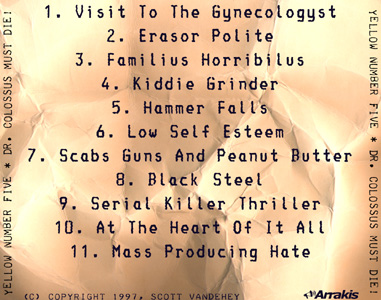 1. Visit To The Gynecologyst
2. Erasor Polite
3. Familius Horribilus
4. Kiddie Grinder
5. Hammer Falls
6. Low Self Esteem
7. Scabs Guns And Peanut Butter
8. Black Steel
9. Serial Killer Thriller
10. At The Heart Of It All
11. Mass Producing Hate
YELLOW NUMBER FIVE * DR. COLOSSUS MUST DIE!
YELLOW NUMBER FIVE * DR. COLOSSUS MUST DIE!
(C) COPYRIGHT 1997, SCOTT VANDEHEY
Arrakis